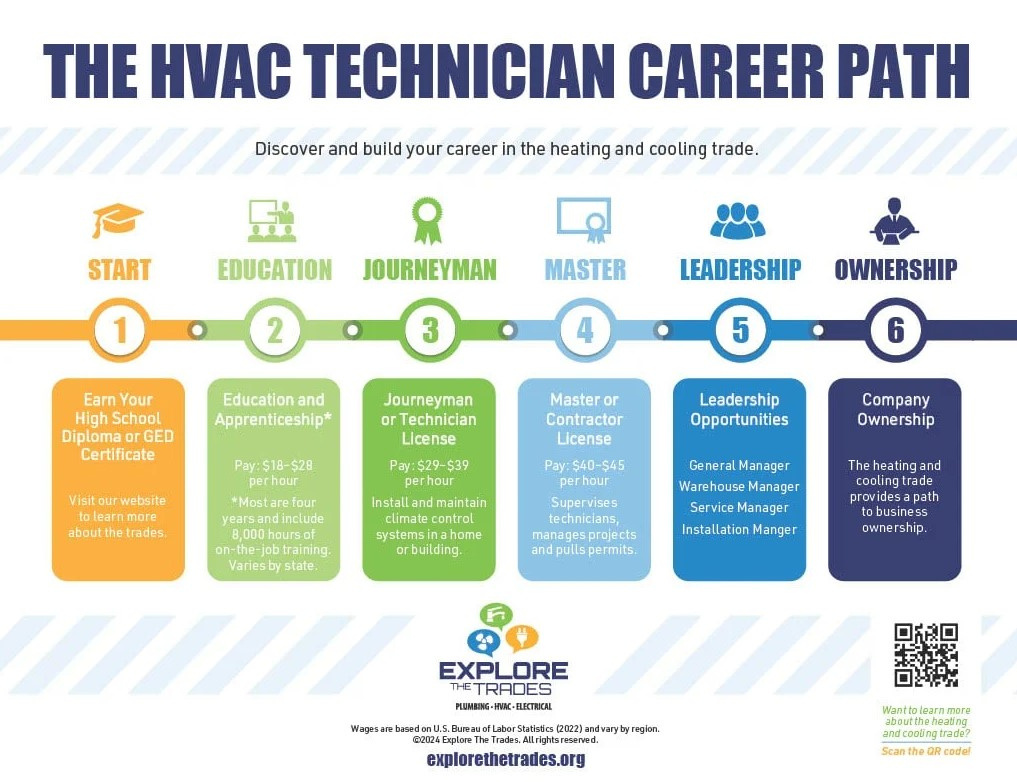 THE HVAC TECHNICIAN CAREER PATH
Discover and build your career in the heating and cooling trade.
START
EDUCATION
JOURNEYMAN
MASTER
LEADERSHIP
OWNERSHIP
1
2
3
4
5
6
Earn Your
High School
Diploma or GED
Certificate
Visit our website
to learn more
about the trades.
Education and
Apprenticeship*
Pay: $18–$28
per hour
*Most are four
years and include
8,000 hours of
on-the-job training.
Varies by state.
Journeyman
or Technician
License
Pay: $29–$39
per hour
Install and maintain
climate control
systems in a home
or building.
Master or
Contractor
License
Pay: $40–$45
per hour
Supervises
technicians,
manages projects
and pulls permits.
Leadership
Opportunities
General Manager
Warehouse Manager
Service Manager
Installation Manger
Company
Ownership
The heating and
cooling trade
provides a path
to business
ownership.
EXPLORE
THE TRADES
PLUMBING • HVAC • ELECTRICAL
Wages are based on U.S. Bureau of Labor Statistics (2022) and vary by region.
©2024 Explore The Trades. All rights reserved.
explorethetrades.org
Want to learn more
about the heating
and cooling trade?
Scan the QR code!